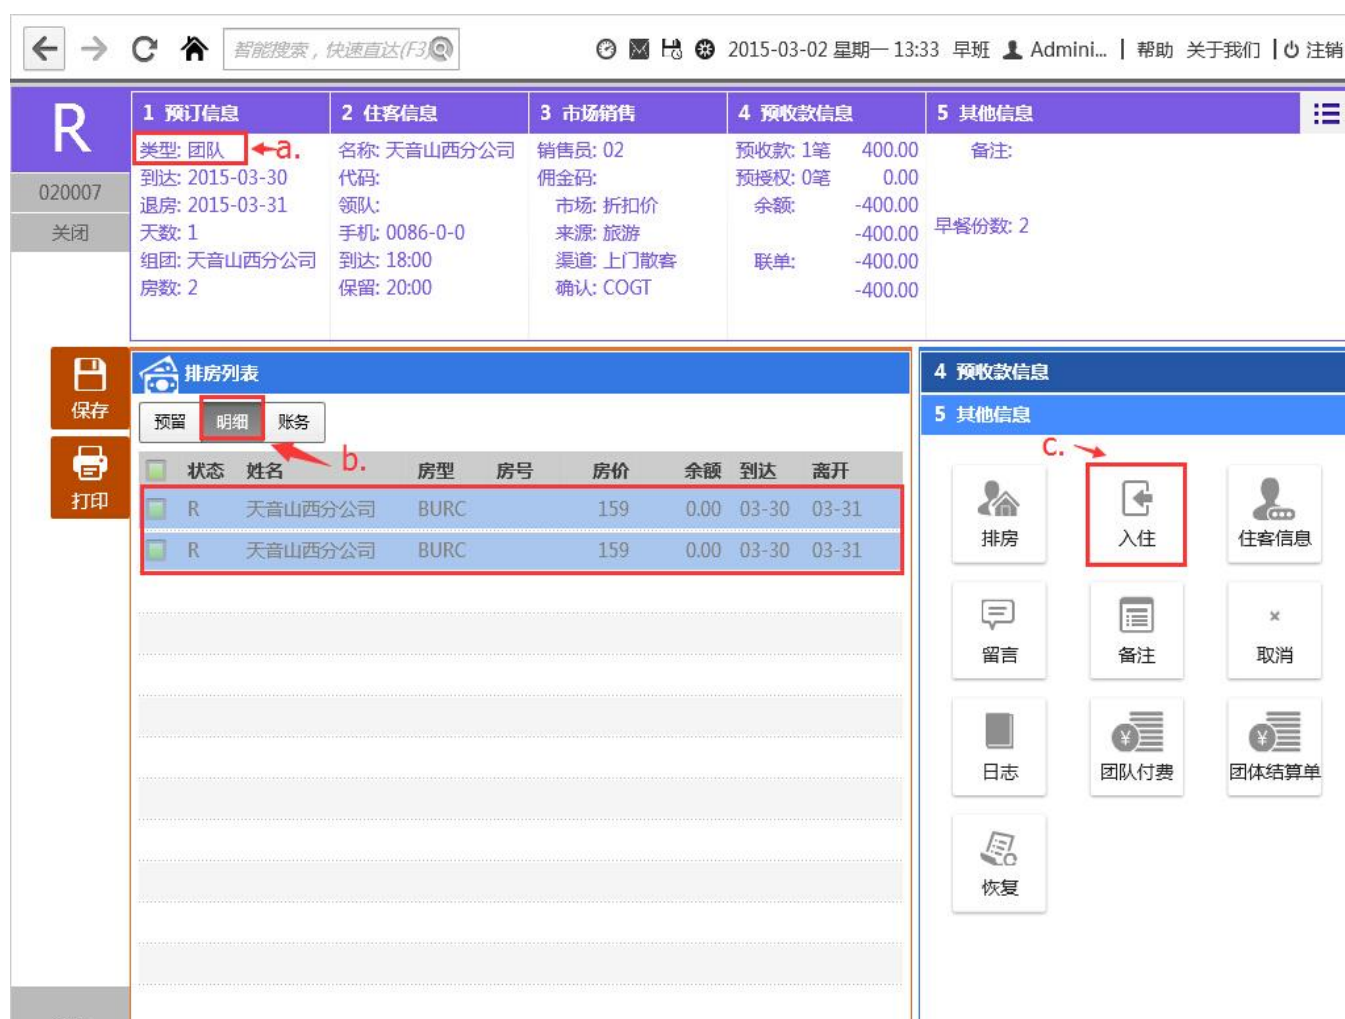 智能搜索，快速直达(F3) 2015-03-02 星期一 13:33 早班 Admini... | 帮助 关于我们 | 注销
R
020007
关闭
1 预订信息 2 住客信息 3 市场销售 4 预收款信息 5 其他信息
类型: 团队 a. 名称: 天音山西分公司 销售员: 02 预收款: 1笔 400.00 备注:
到达: 2015-03-30 代码: 佣金码: 预授权: 0笔 0.00
退房: 2015-03-31 领队: 市场: 折扣价 余额: -400.00
天数: 1 手机: 0086-0-0 来源: 旅游 -400.00 早餐份数: 2
组团: 天音山西分公司 到达: 18:00 渠道: 上门散客 联单: -400.00
房数: 2 保留: 20:00 确认: COGT -400.00
保存
打印
排房列表
预留 明细 账务
b.
状态 姓名 房型 房号 房价 余额 到达 离开
R 天音山西分公司 BURC 159 0.00 03-30 03-31
R 天音山西分公司 BURC 159 0.00 03-30 03-31
4 预收款信息
5 其他信息
c.
排房 入住 住客信息
留言 备注 取消
日志 团队付费 团体结算单
恢复